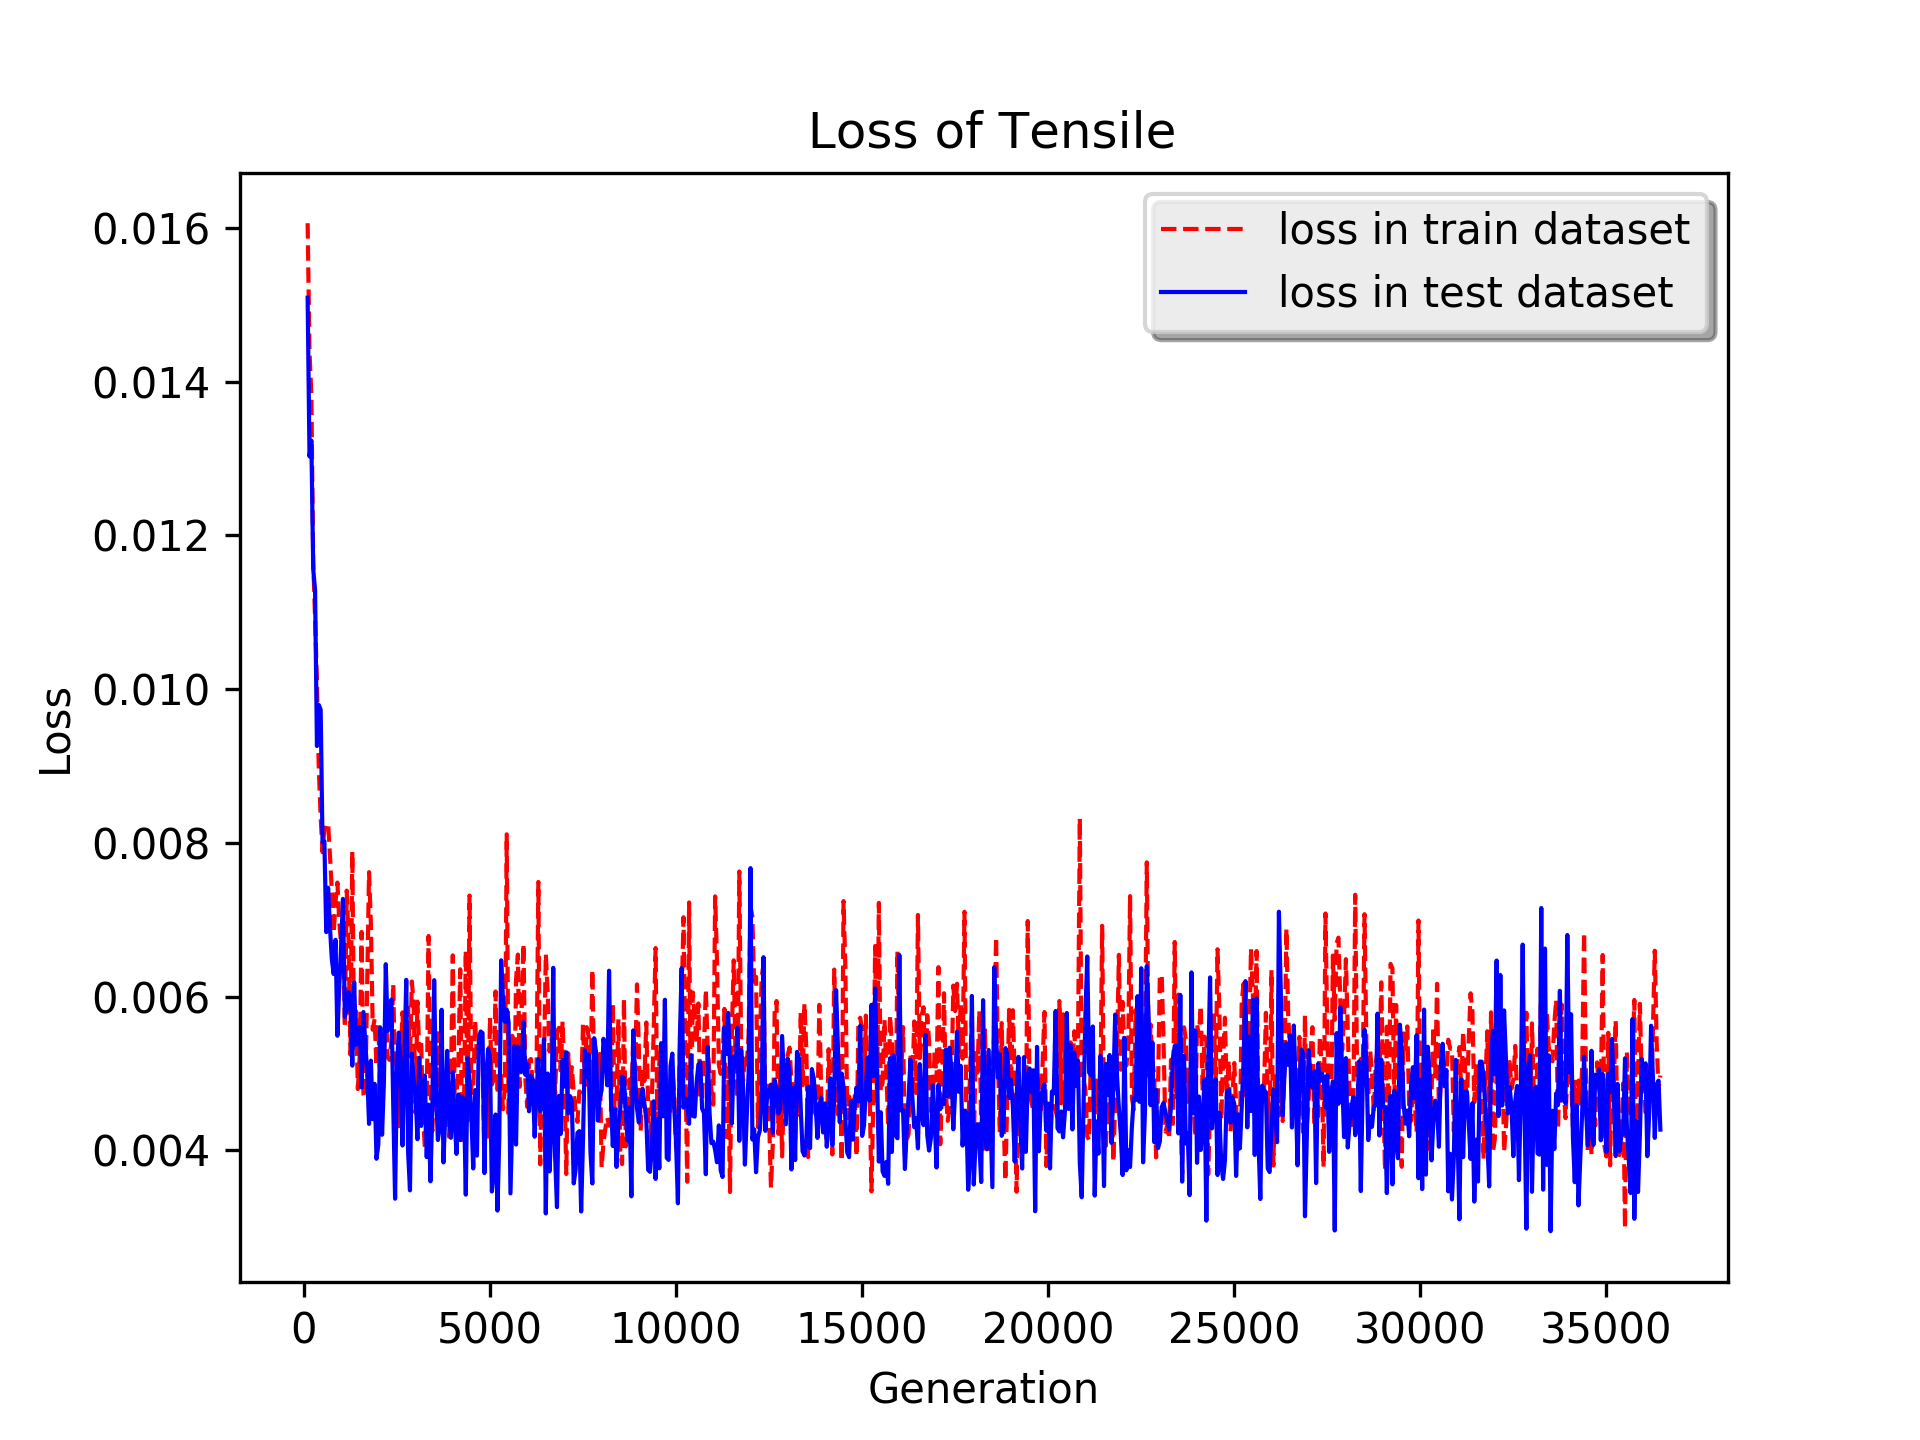 Loss of Tensile
loss in train dataset
loss in test dataset
0.016
0.014
0.012
0.010
0.008
0.006
0.004
Loss
0 5000 10000 15000 20000 25000 30000 35000
Generation